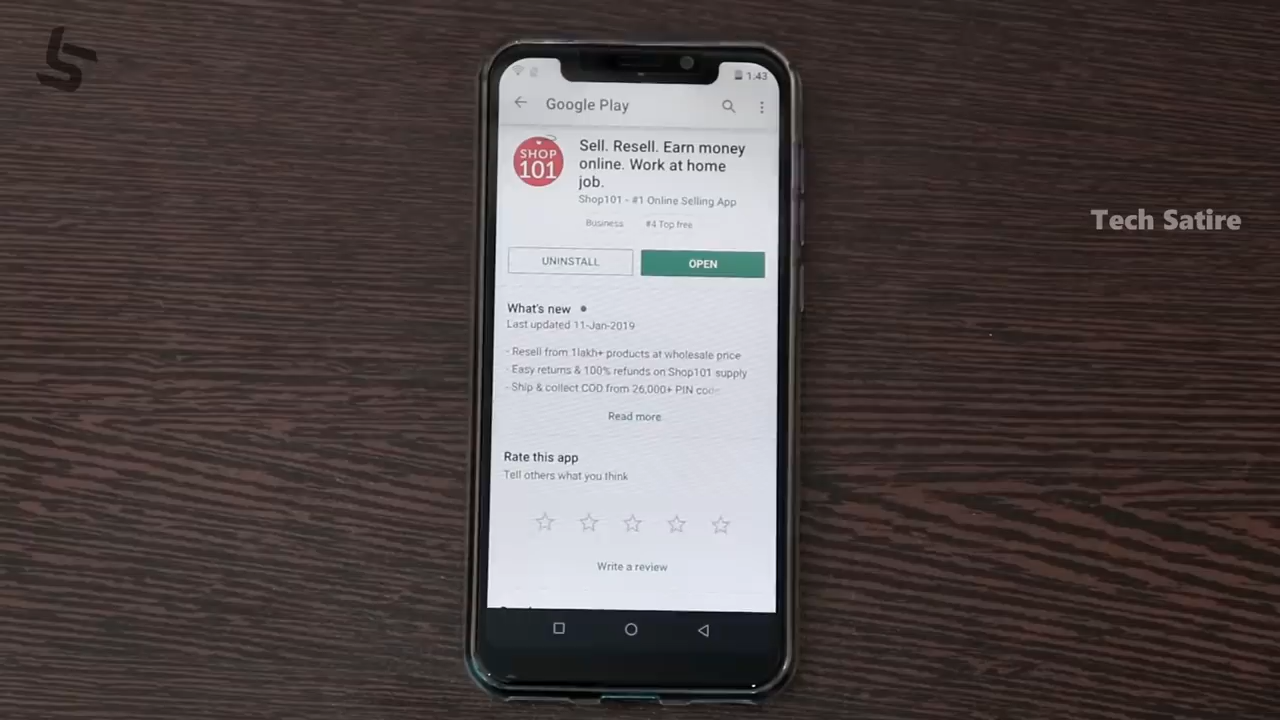 1:43
Google Play
SHOP
101
Sell. Resell. Earn money
online. Work at home
job.
Shop101 - #1 Online Selling App
Business #4 Top free
UNINSTALL OPEN
What's new
Last updated 11-Jan-2019
- Resell from 1lakh+ products at wholesale price
- Easy returns & 100% refunds on Shop101 supply
- Ship & collect COD from 26,000+ PIN
Read more
Rate this app
Tell others what you think
Write a review
Tech Satire